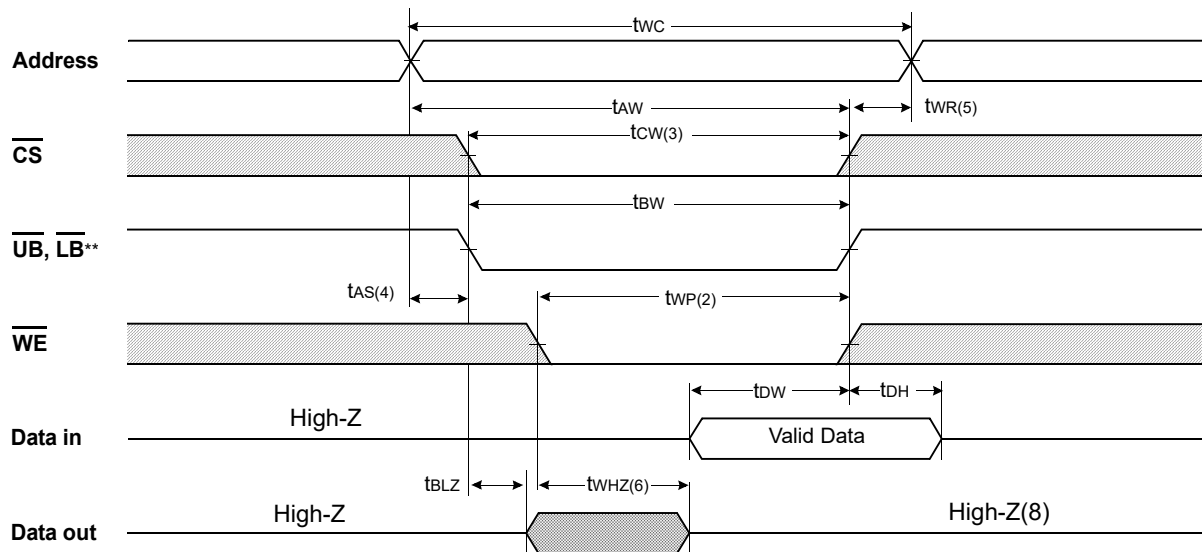 tWC
Address
tAW
tWR(5)
tCW(3)
CS
tBW
UB, LB**
tAS(4)
tWP(2)
WE
tDW
tDH
High-Z
Valid Data
Data in
tBLZ
tWHZ(6)
High-Z
High-Z(8)
Data out